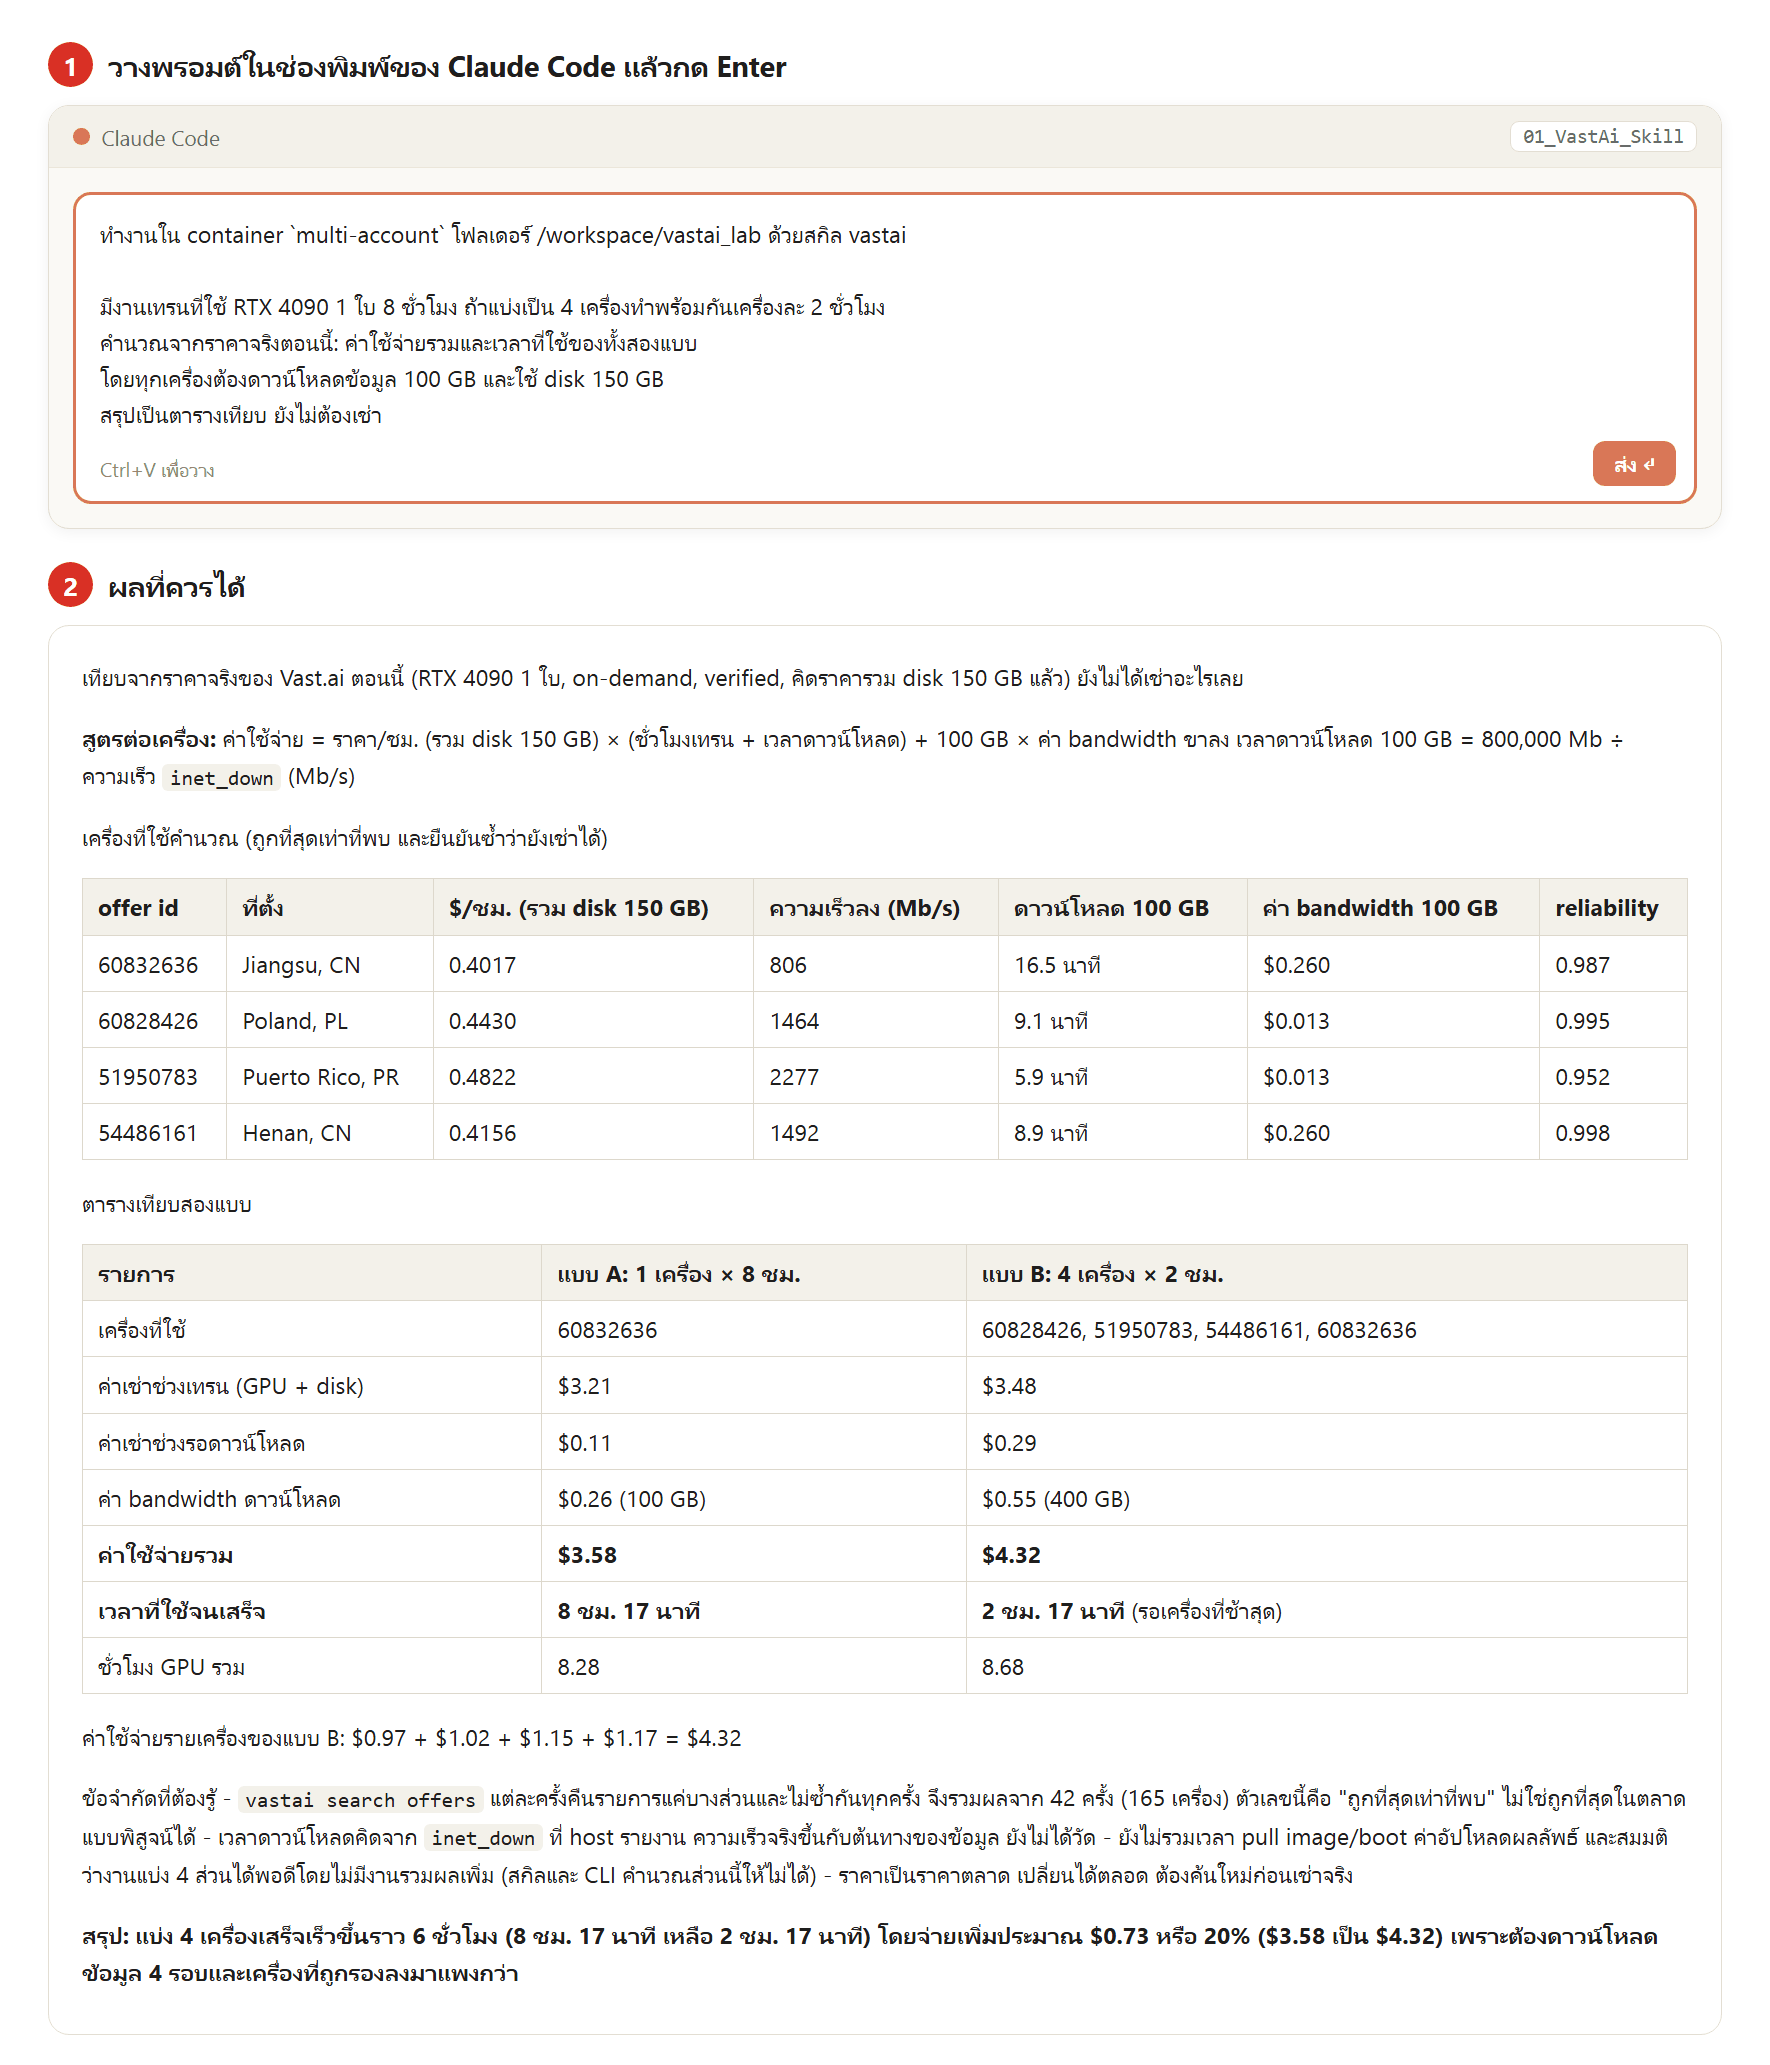 1 วางพรอมต์ในช่องพิมพ์ของ Claude Code แล้วกด Enter
Claude Code
01_VastAi_Skill
ทำงานใน container `multi-account` โฟลเดอร์ /workspace/vastai_lab ด้วยสกิล vastai
มีงานเทรนที่ใช้ RTX 4090 1 ใบ 8 ชั่วโมง ถ้าแบ่งเป็น 4 เครื่องทำพร้อมกันเครื่องละ 2 ชั่วโมง
คำนวณจากราคาจริงตอนนี้: ค่าใช้จ่ายรวมและเวลาที่ใช้ของทั้งสองแบบ
โดยทุกเครื่องต้องดาวน์โหลดข้อมูล 100 GB และใช้ disk 150 GB
สรุปเป็นตารางเทียบ ยังไม่ต้องเช่า
Ctrl+V เพื่อวาง
ส่ง ↵
2 ผลที่ควรได้
เทียบจากราคาจริงของ Vast.ai ตอนนี้ (RTX 4090 1 ใบ, on-demand, verified, คิดราคารวม disk 150 GB แล้ว) ยังไม่ได้เช่าอะไรเลย
สูตรต่อเครื่อง: ค่าใช้จ่าย = ราคา/ชม. (รวม disk 150 GB) × (ชั่วโมงเทรน + เวลาดาวน์โหลด) + 100 GB × ค่า bandwidth ขาลง เวลาดาวน์โหลด 100 GB = 800,000 Mb ÷
ความเร็ว inet_down (Mb/s)
เครื่องที่ใช้คำนวณ (ถูกที่สุดเท่าที่พบ และยืนยันซ้ำว่ายังเช่าได้)
offer id ที่ตั้ง $/ชม. (รวม disk 150 GB) ความเร็วลง (Mb/s) ดาวน์โหลด 100 GB ค่า bandwidth 100 GB reliability
60832636 Jiangsu, CN 0.4017 806 16.5 นาที $0.260 0.987
60828426 Poland, PL 0.4430 1464 9.1 นาที $0.013 0.995
51950783 Puerto Rico, PR 0.4822 2277 5.9 นาที $0.013 0.952
54486161 Henan, CN 0.4156 1492 8.9 นาที $0.260 0.998
ตารางเทียบสองแบบ
รายการ แบบ A: 1 เครื่อง × 8 ชม. แบบ B: 4 เครื่อง × 2 ชม.
เครื่องที่ใช้ 60832636 60828426, 51950783, 54486161, 60832636
ค่าเช่าช่วงเทรน (GPU + disk) $3.21 $3.48
ค่าเช่าช่วงรอดาวน์โหลด $0.11 $0.29
ค่า bandwidth ดาวน์โหลด $0.26 (100 GB) $0.55 (400 GB)
ค่าใช้จ่ายรวม $3.58 $4.32
เวลาที่ใช้จนเสร็จ 8 ชม. 17 นาที 2 ชม. 17 นาที (รอเครื่องที่ช้าสุด)
ชั่วโมง GPU รวม 8.28 8.68
ค่าใช้จ่ายรายเครื่องของแบบ B: $0.97 + $1.02 + $1.15 + $1.17 = $4.32
ข้อจำกัดที่ต้องรู้ - vastai search offers แต่ละครั้งคืนรายการแค่บางส่วนและไม่ซ้ำกันทุกครั้ง จึงรวมผลจาก 42 ครั้ง (165 เครื่อง) ตัวเลขนี้คือ "ถูกที่สุดเท่าที่พบ" ไม่ใช่ถูกที่สุดในตลาด
แบบพิสูจน์ได้ - เวลาดาวน์โหลดคิดจาก inet_down ที่ host รายงาน ความเร็วจริงขึ้นกับต้นทางของข้อมูล ยังไม่ได้วัด - ยังไม่รวมเวลา pull image/boot ค่าอัปโหลดผลลัพธ์ และสมมติ
ว่างานแบ่ง 4 ส่วนได้พอดีโดยไม่มีงานรวมผลเพิ่ม (สกิลและ CLI คำนวณส่วนนี้ให้ไม่ได้) - ราคาเป็นราคาตลาด เปลี่ยนได้ตลอด ต้องค้นใหม่ก่อนเช่าจริง
สรุป: แบ่ง 4 เครื่องเสร็จเร็วขึ้นราว 6 ชั่วโมง (8 ชม. 17 นาที เหลือ 2 ชม. 17 นาที) โดยจ่ายเพิ่มประมาณ $0.73 หรือ 20% ($3.58 เป็น $4.32) เพราะต้องดาวน์โหลด
ข้อมูล 4 รอบและเครื่องที่ถูกรองลงมาแพงกว่า